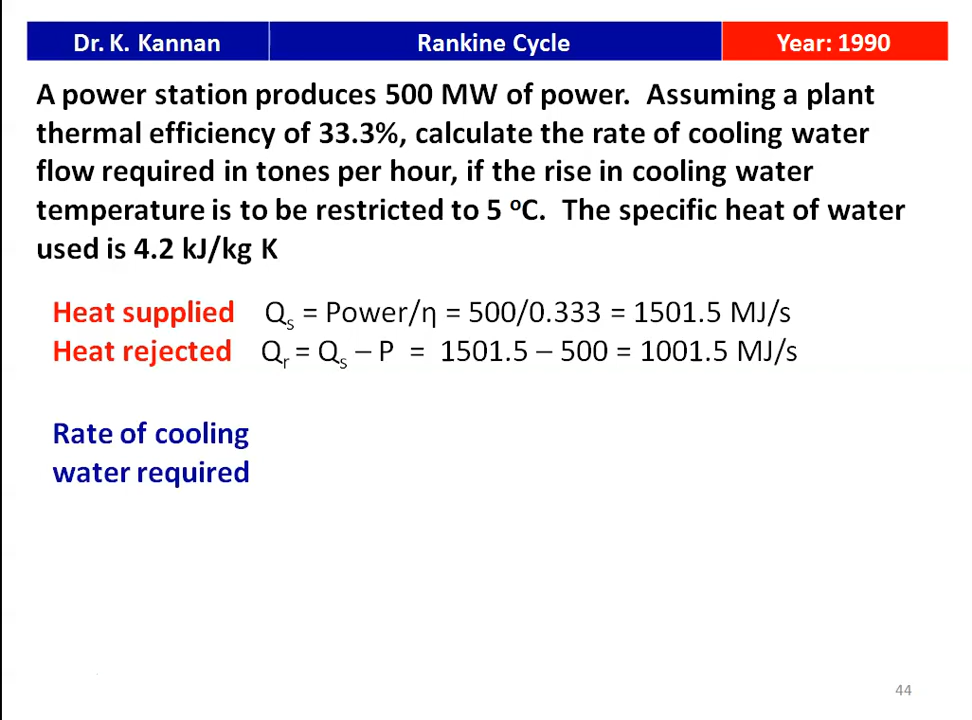 Dr. K. Kannan Rankine Cycle Year: 1990
A power station produces 500 MW of power. Assuming a plant
thermal efficiency of 33.3%, calculate the rate of cooling water
flow required in tones per hour, if the rise in cooling water
temperature is to be restricted to 5 ᵒC. The specific heat of water
used is 4.2 kJ/kg K
Heat supplied Qₛ = Power/η = 500/0.333 = 1501.5 MJ/s
Heat rejected Qᵣ = Qₛ – P = 1501.5 – 500 = 1001.5 MJ/s
Rate of cooling
water required
44